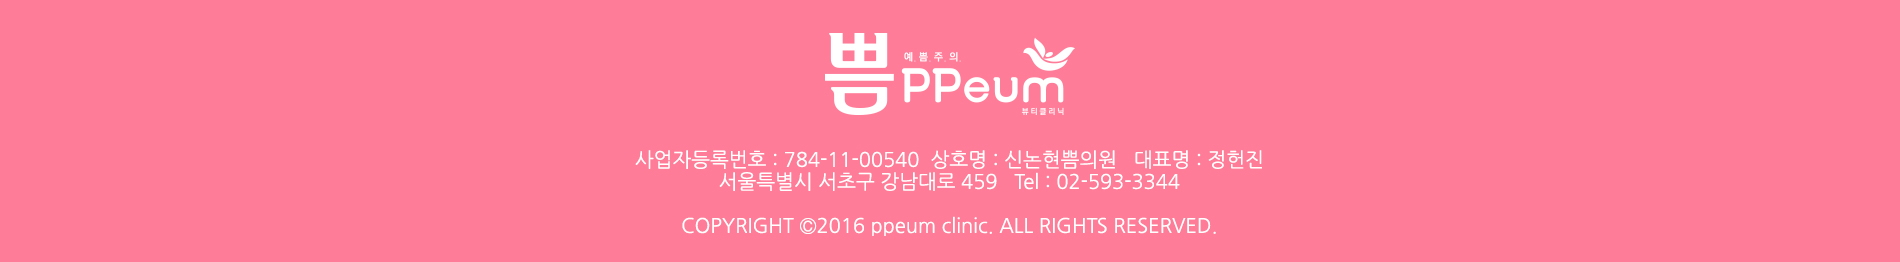 쁨
예.쁨.주.의.
PPeum
뷰티클리닉
사업자등록번호 : 784-11-00540 상호명 : 신논현쁨의원 대표명 : 정헌진
서울특별시 서초구 강남대로 459 Tel : 02-593-3344
COPYRIGHT ©2016 ppeum clinic. ALL RIGHTS RESERVED.